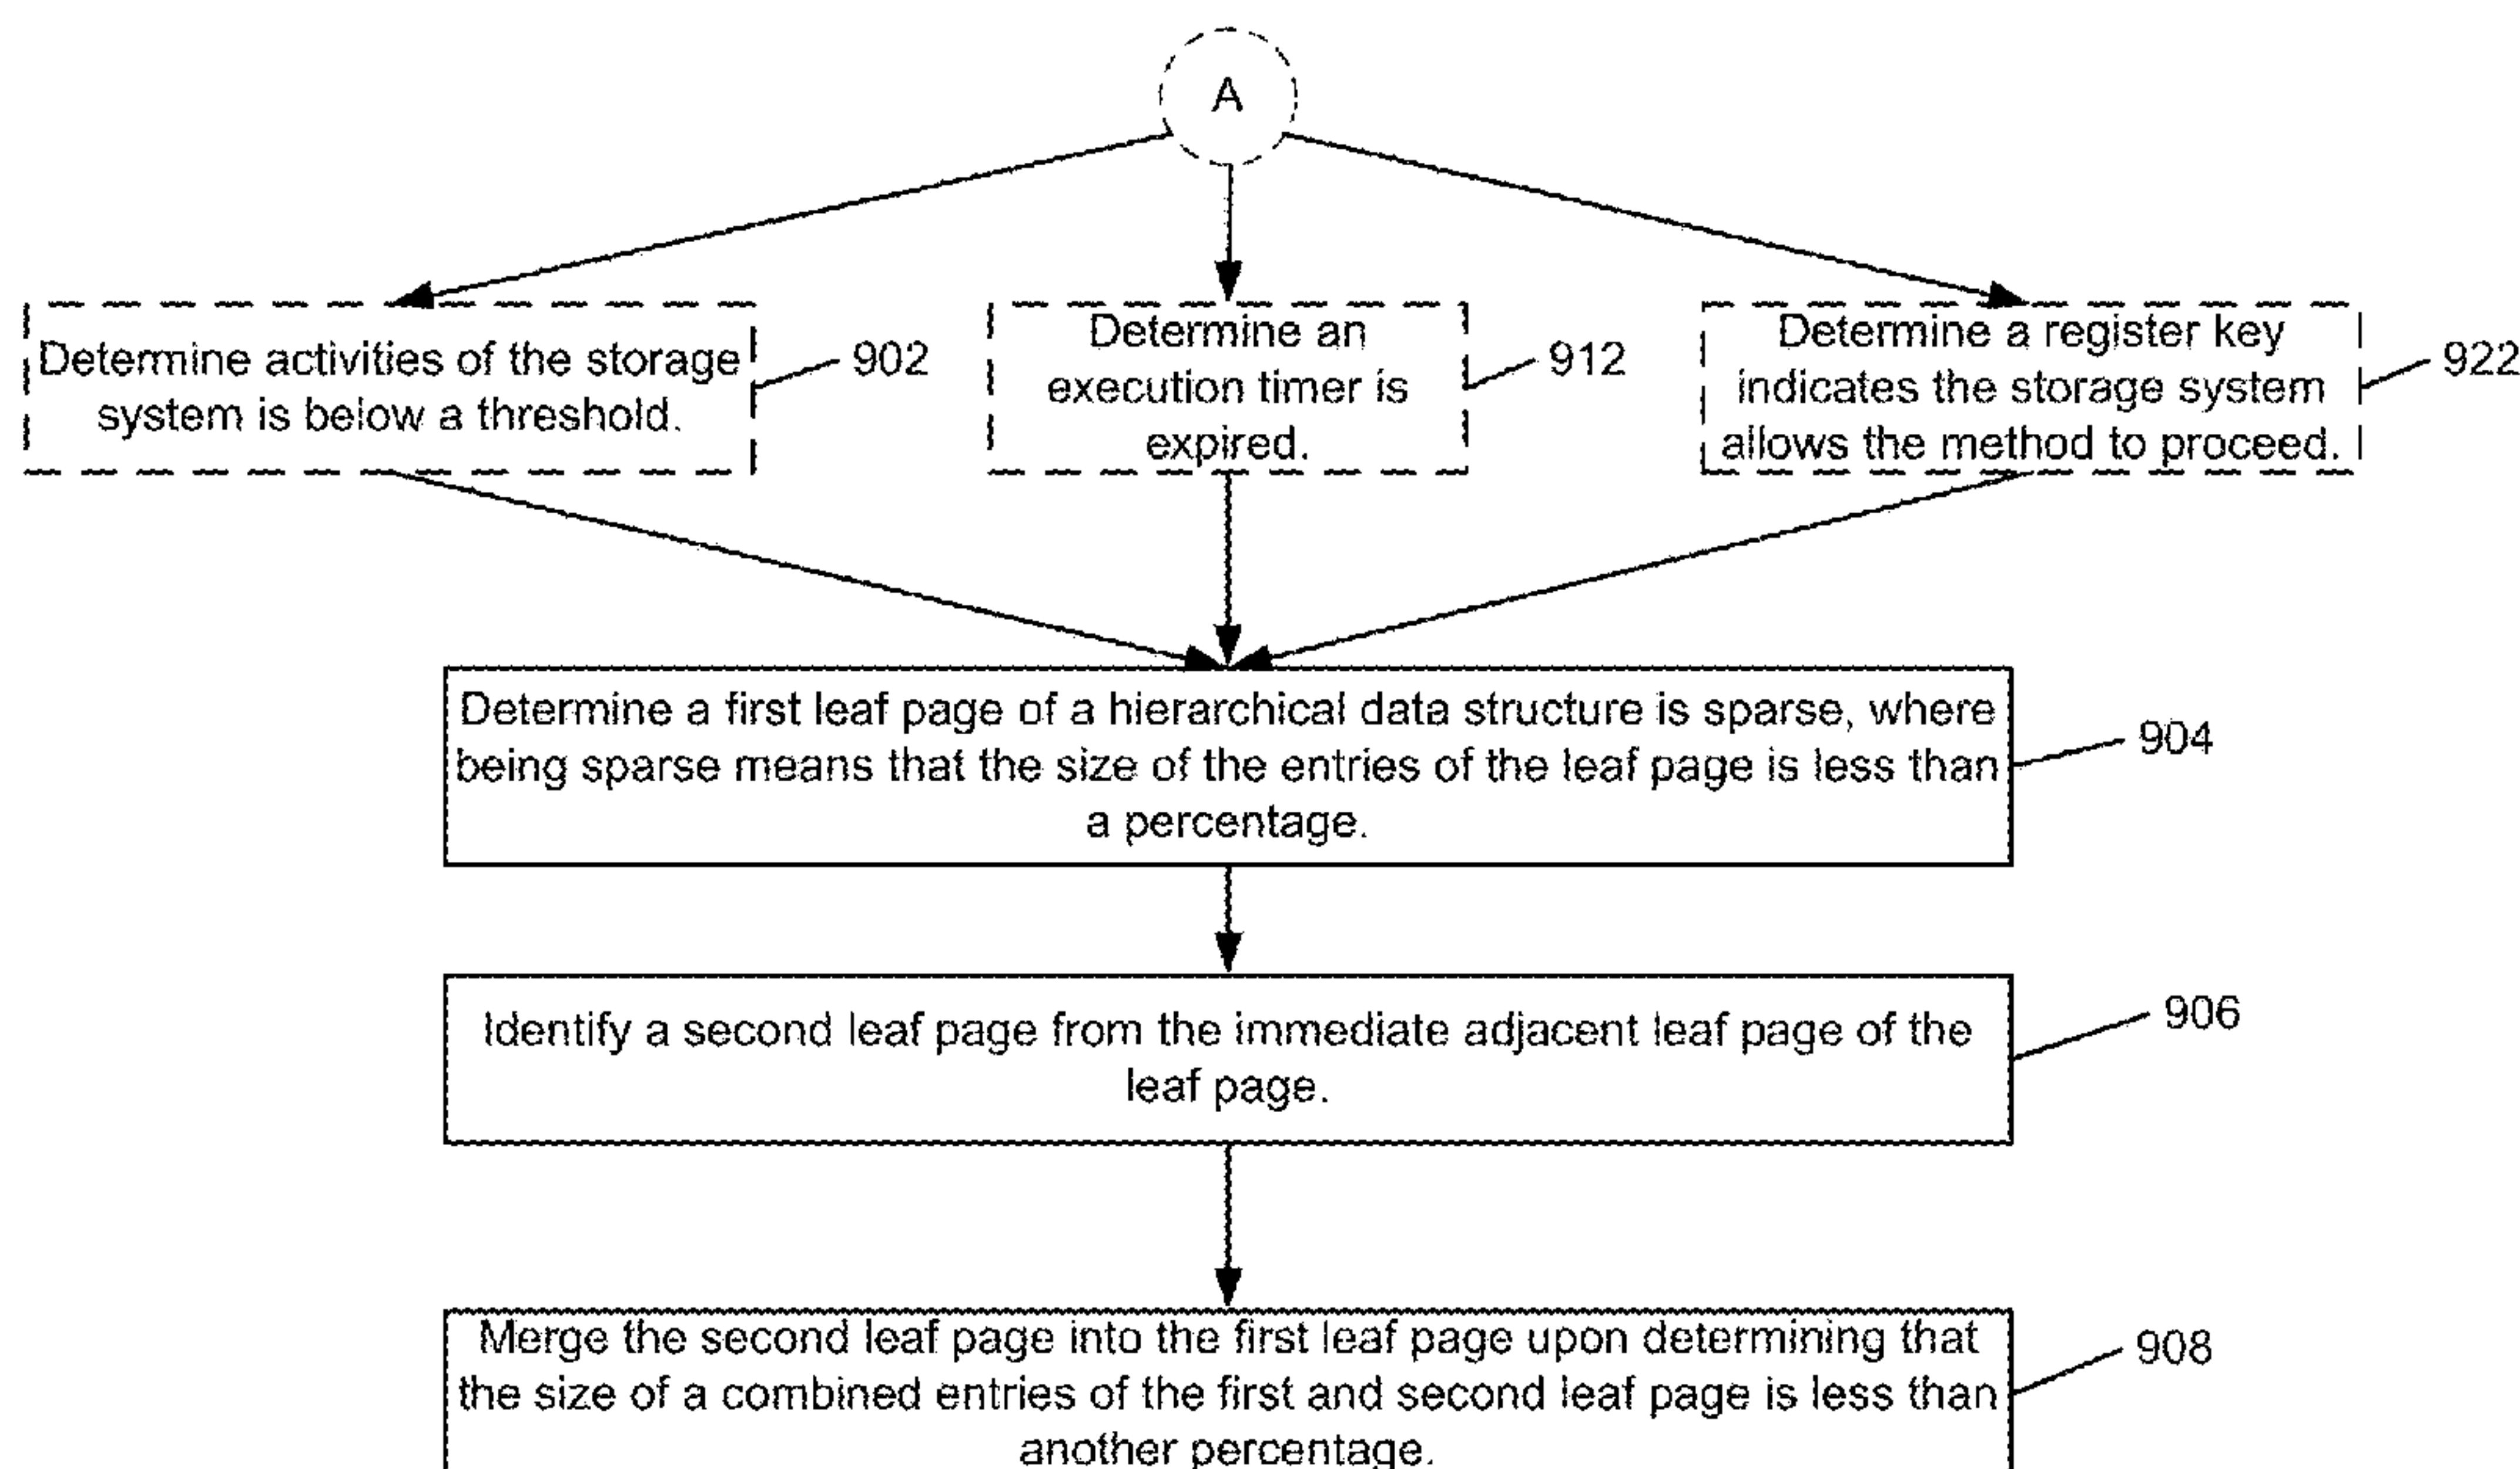 A
Determine activities of the storage
system is below a threshold.
902
Determine an
execution timer is
expired.
912
Determine a register key
indicates the storage system
allows the method to proceed.
922
Determine a first leaf page of a hierarchical data structure is sparse, where
being sparse means that the size of the entries of the leaf page is less than
a percentage.
904
Identify a second leaf page from the immediate adjacent leaf page of the
leaf page.
906
Merge the second leaf page into the first leaf page upon determining that
the size of a combined entries of the first and second leaf page is less than
another percentage.
908